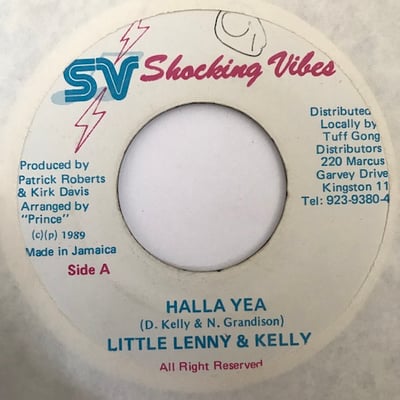 SV Shocking Vibes
Distributed
Locally by
Tuff Gong
Distributors
220 Marcus
Garvey Drive
Kingston 11
Tel: 923-9380-4
Produced by
Patrick Roberts
& Kirk Davis
Arranged by
"Prince"
(c)(p) 1989
Made in Jamaica
Side A
HALLA YEA
(D. Kelly & N. Grandison)
LITTLE LENNY & KELLY
All Right Reserved